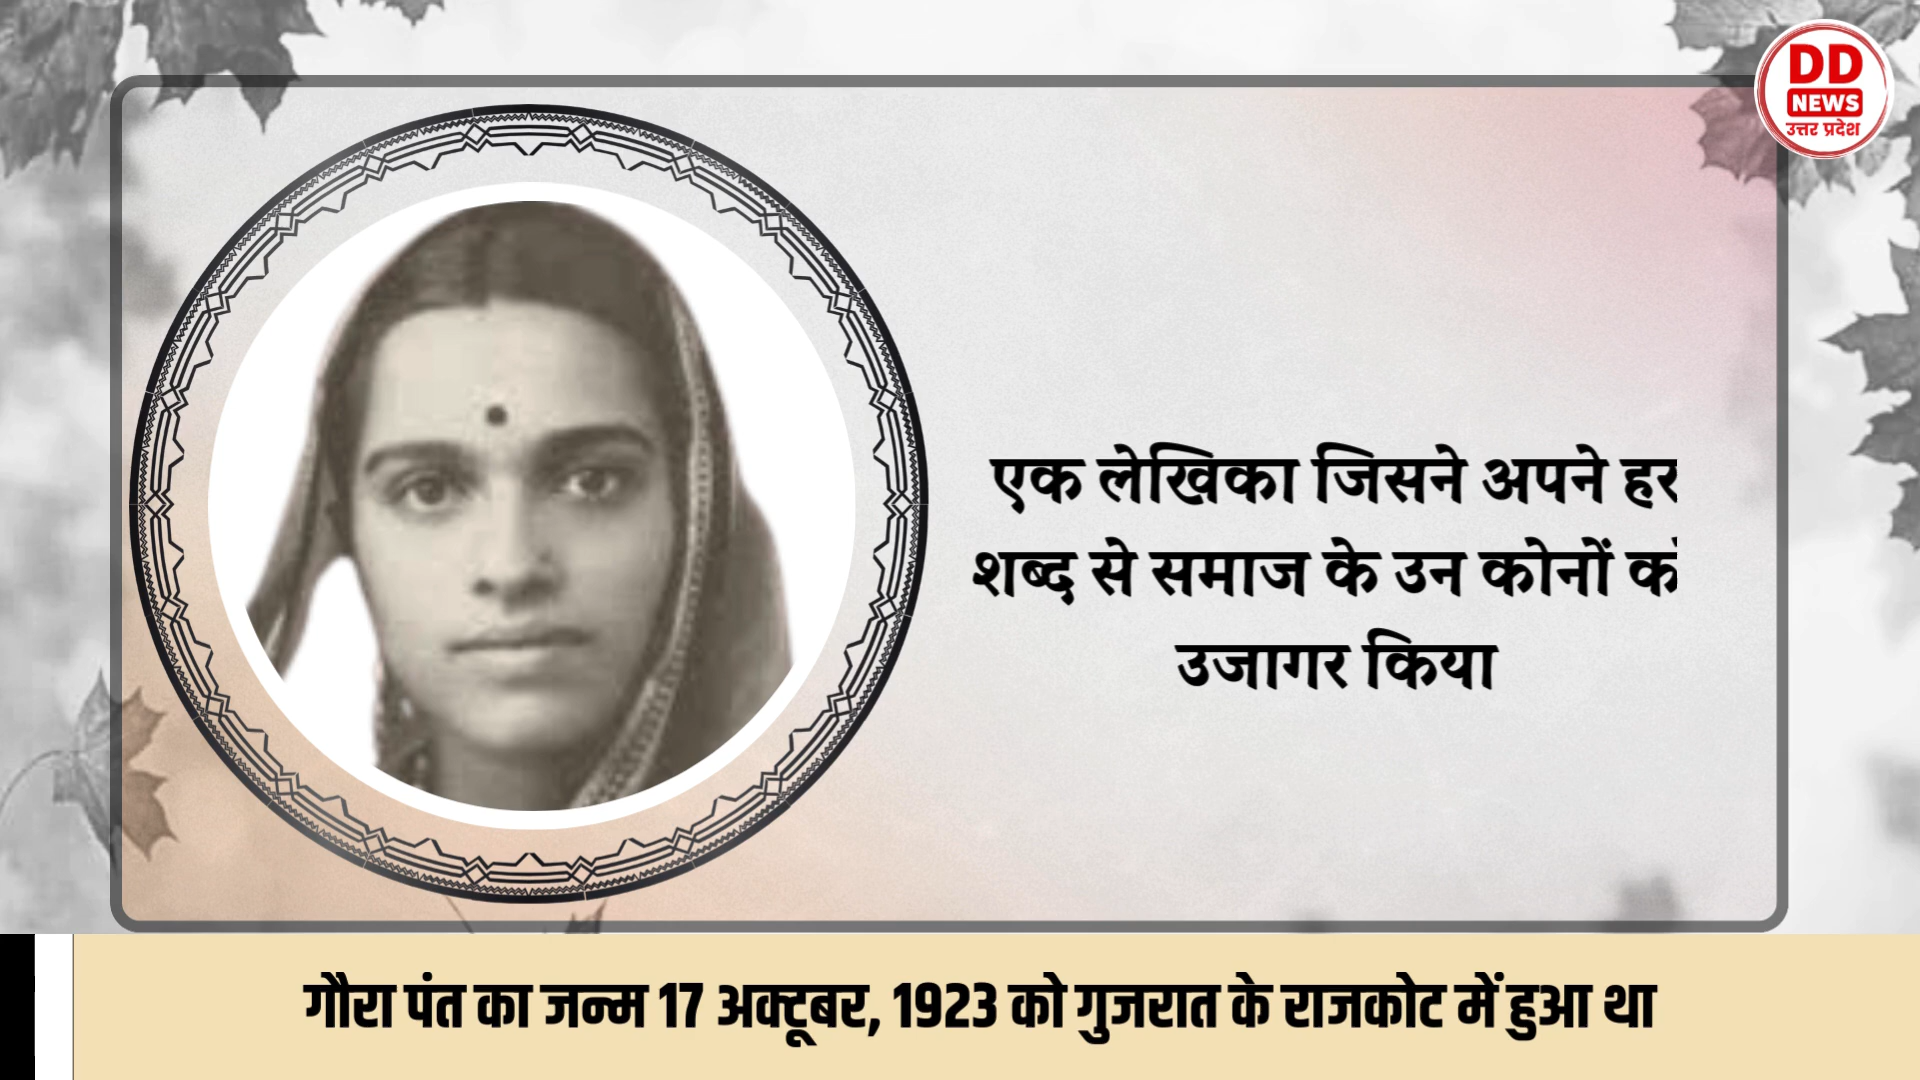 DD
NEWS
उत्तर प्रदेश
एक लेखिका जिसने अपने हर
शब्द से समाज के उन कोनों को
उजागर किया
गौरा पंत का जन्म 17 अक्टूबर, 1923 को गुजरात के राजकोट में हुआ था